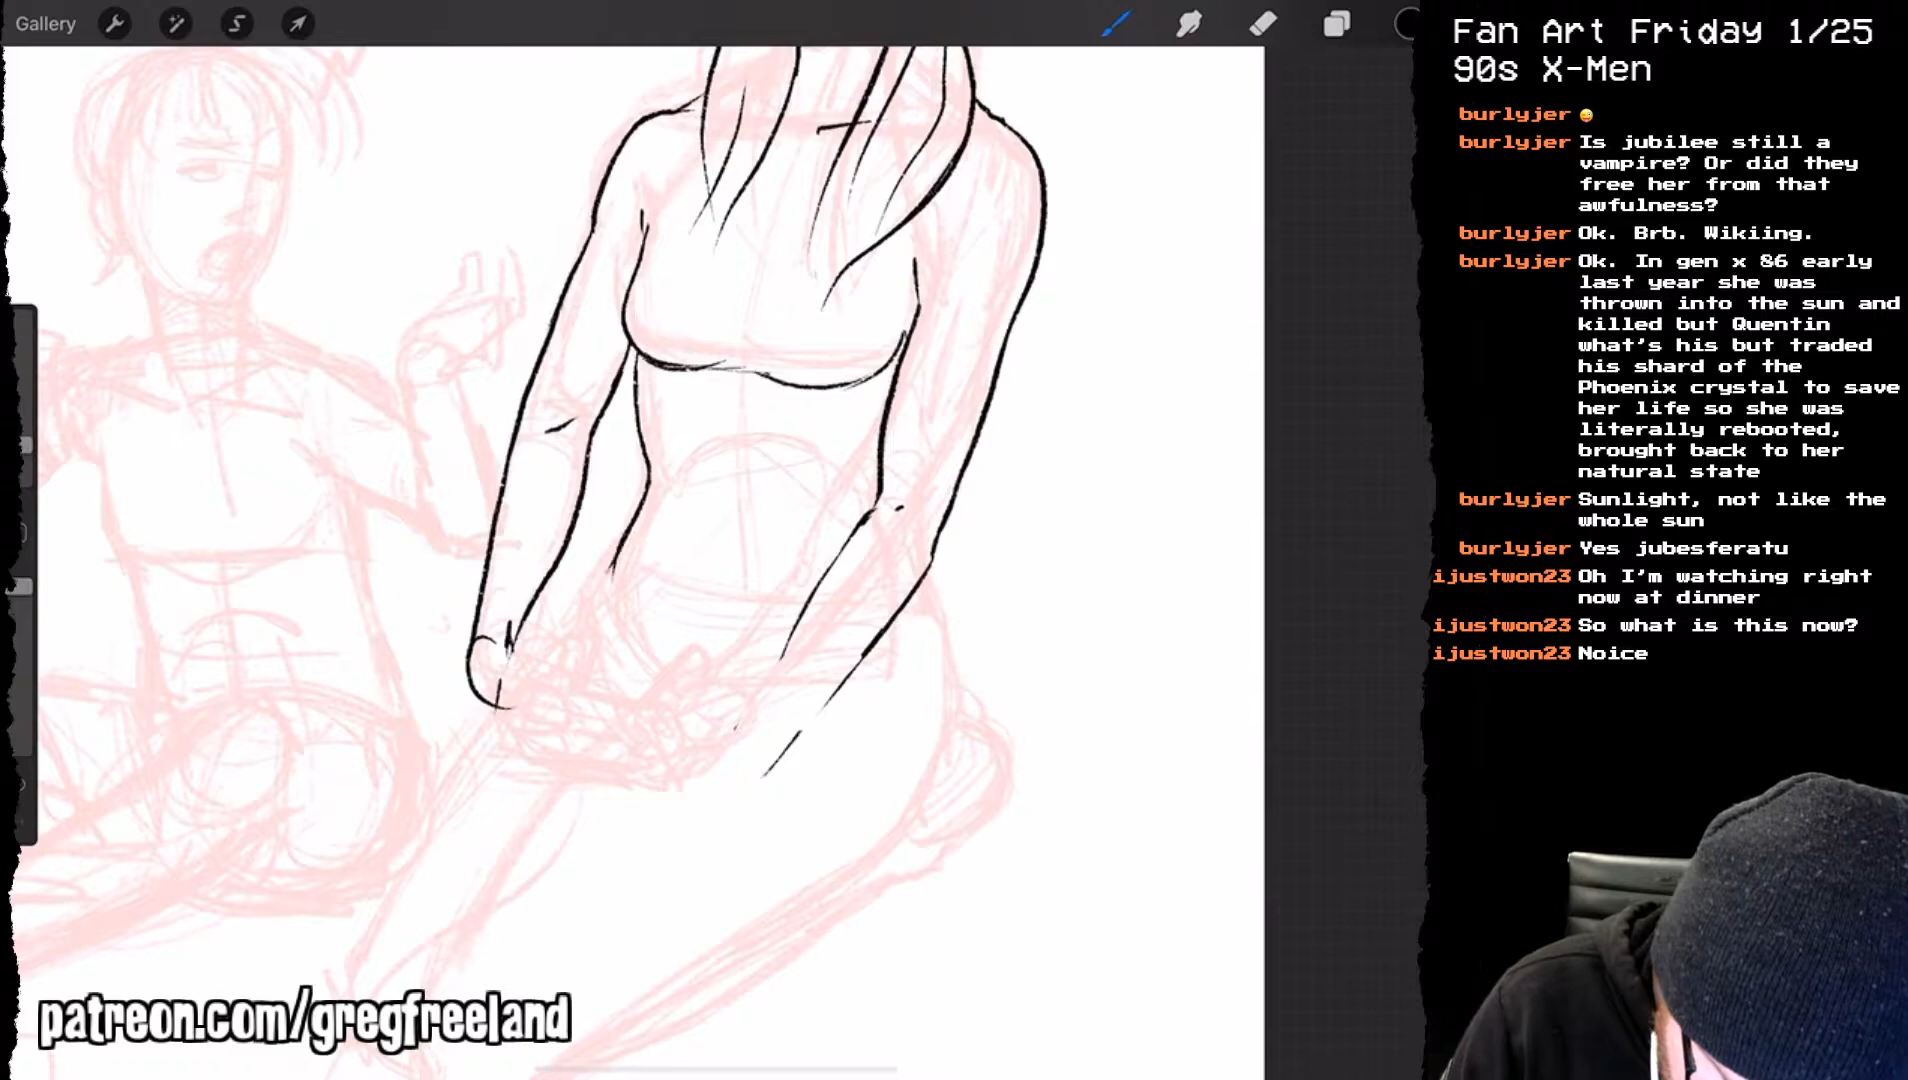 Gallery
Fan Art Friday 1/25
90s X-Men
burlyjer
burlyjer Is jubilee still a
vampire? Or did they
free her from that
awfulness?
burlyjer Ok. Brb. Wikiing.
burlyjer Ok. In gen x 86 early
last year she was
thrown into the sun and
killed but Quentin
what's his but traded
his shard of the
Phoenix crystal to save
her life so she was
literally rebooted,
brought back to her
natural state
burlyjer Sunlight, not like the
whole sun
burlyjer Yes jubesferatu
ijustwon23 Oh I'm watching right
now at dinner
ijustwon23 So what is this now?
ijustwon23 Noice
patreon.com/gregfreeland